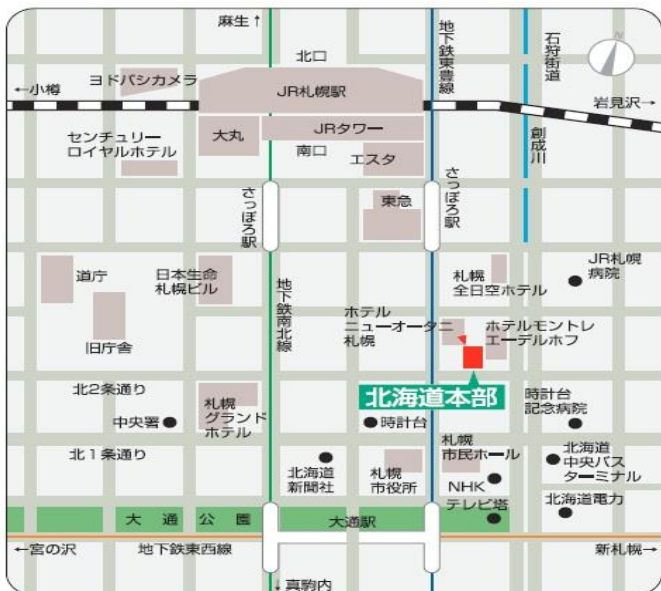 麻生↑
北口
地下鉄東豊線
石狩街道
N
←小樽
ヨドバシカメラ
JR札幌駅
岩見沢→
センチュリー
ロイヤルホテル
大丸
JRタワー
南口
エスタ
創成川
さっぽろ駅
東急
さっぽろ駅
道庁
日本生命
札幌ビル
地下鉄南北線
札幌
全日空ホテル
JR札幌
病院
旧庁舎
ホテル
ニューオータニ
札幌
ホテルモントレ
エーデルホフ
北2条通り
北海道本部
中央署
札幌
グランド
ホテル
時計台
時計台
記念病院
北1条通り
北海道
新聞社
札幌
市役所
札幌
市民ホール
北海道
中央バス
ターミナル
NHK
テレビ塔
北海道電力
大通公園
大通駅
←宮の沢
地下鉄東西線
新札幌→
↓真駒内